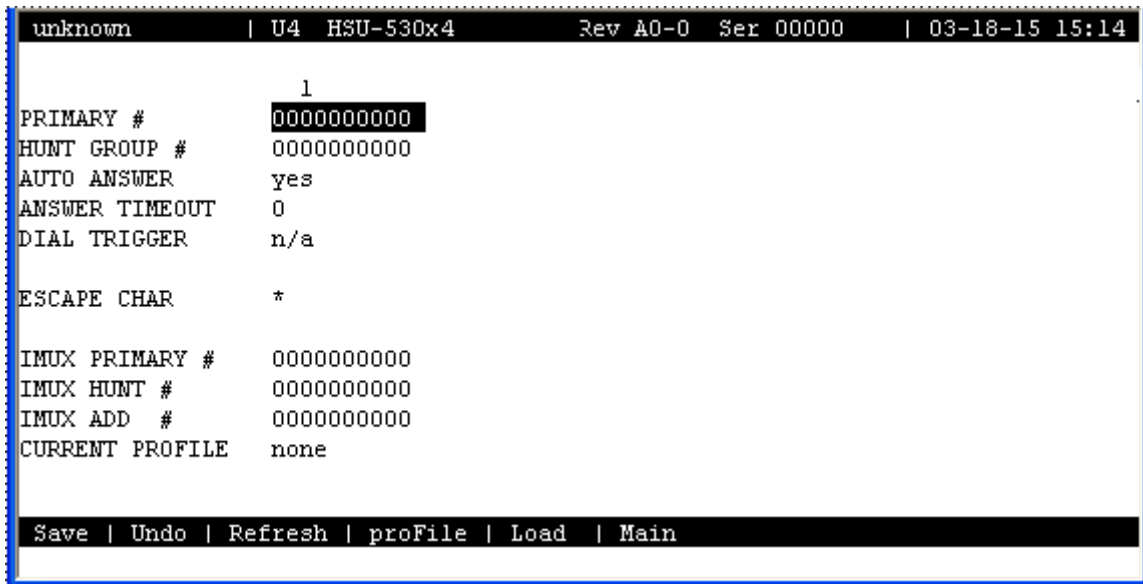 unknown | U4 HSU-530x4 Rev A0-0 Ser 00000 | 03-18-15 15:14
1
PRIMARY # 0000000000
HUNT GROUP # 0000000000
AUTO ANSWER yes
ANSWER TIMEOUT 0
DIAL TRIGGER n/a
ESCAPE CHAR *
IMUX PRIMARY # 0000000000
IMUX HUNT # 0000000000
IMUX ADD # 0000000000
CURRENT PROFILE none
Save | Undo | Refresh | proFile | Load | Main